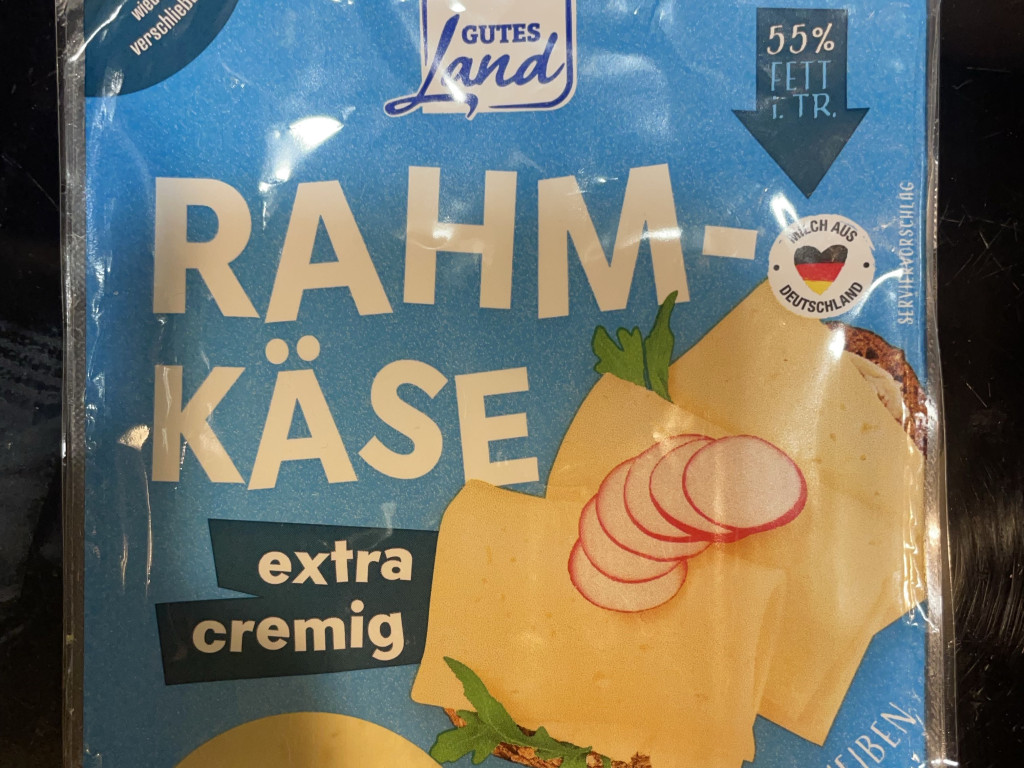 GUTES
Land
55%
FETT
i. TR.
RAHM-
KÄSE
MILCH AUS
DEUTSCHLAND
SERVIERVORSCHLAG
extra
cremig